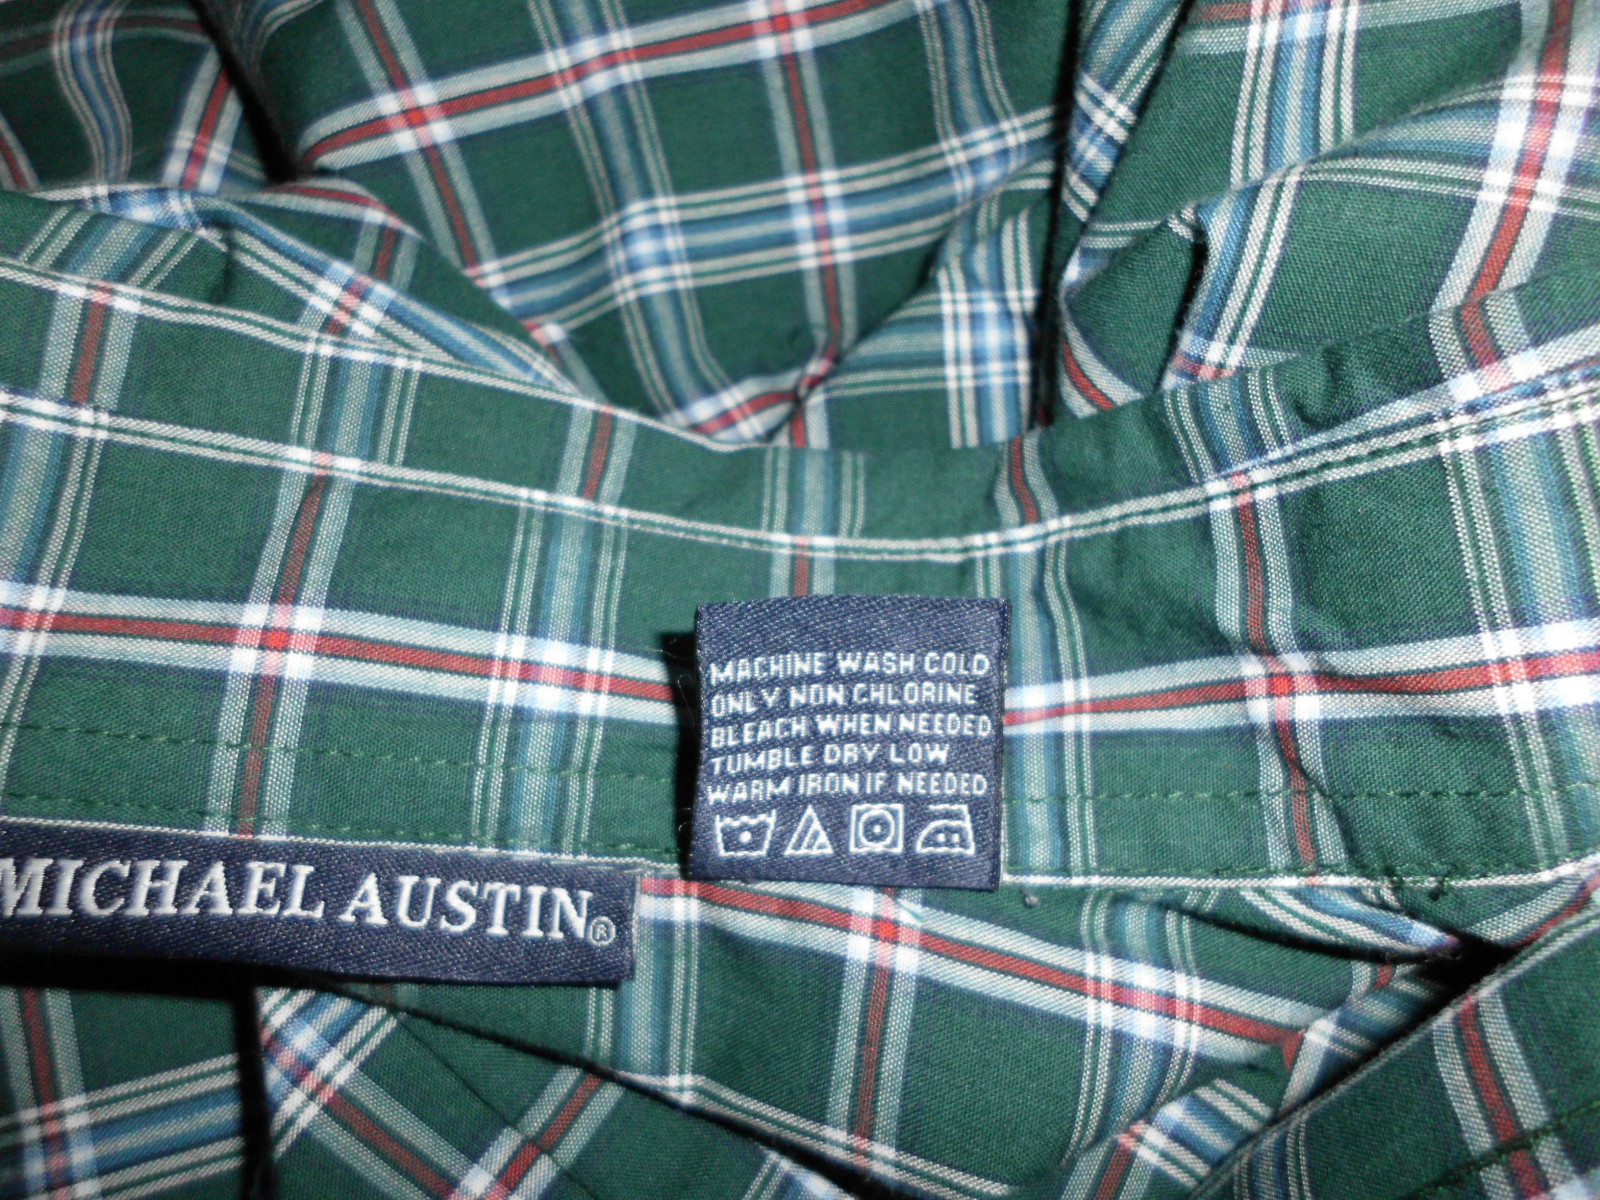 MACHINE WASH COLD
ONLY NON CHLORINE
BLEACH WHEN NEEDED
TUMBLE DRY LOW
WARM IRON IF NEEDED
MICHAEL AUSTIN®